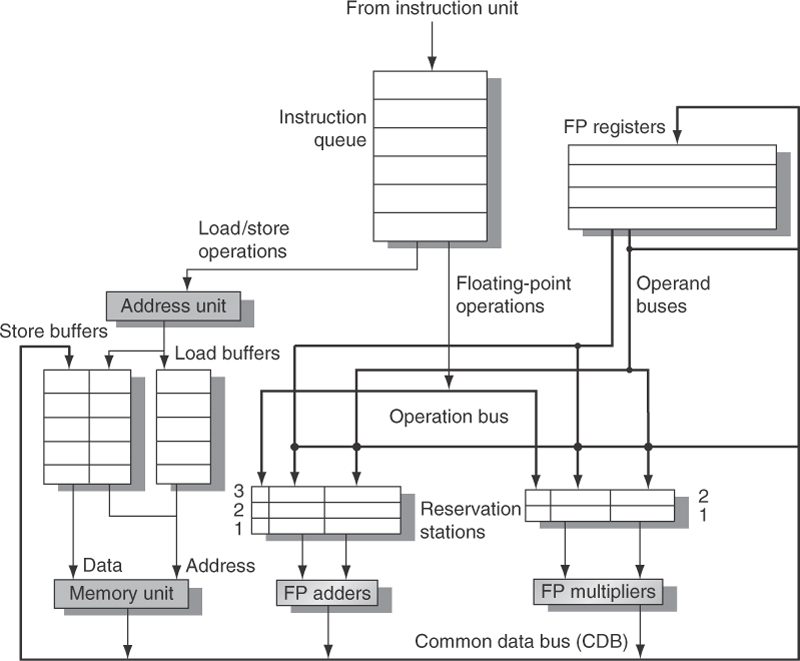 From instruction unit
Instruction
queue
FP registers
Load/store
operations
Floating-point
operations
Operand
buses
Address unit
Store buffers
Load buffers
Operation bus
3
2
1
Reservation
stations
2
1
Data
Address
Memory unit
FP adders
FP multipliers
Common data bus (CDB)